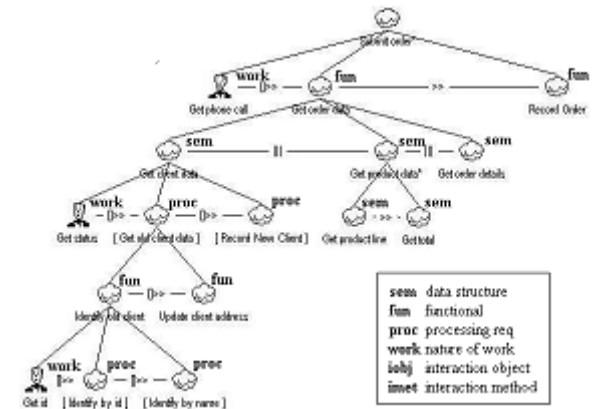 Submit order*
work []>> fun >> fun
Get phone call Get order data Record Order
sem ||| sem ||| sem
Get client data Get product data* Get order details
work []>> proc []>> proc sem >> sem
Get status [ Get old client data ] [ Record New Client ] Get product line Get total
fun []>> fun
Identify old client Update client address
work []>> proc []>> proc
Get id [ Identify by id ] [ Identify by name ]
sem data structure
fun functional
proc processing req
work nature of work
iobj interaction object
imet interaction method